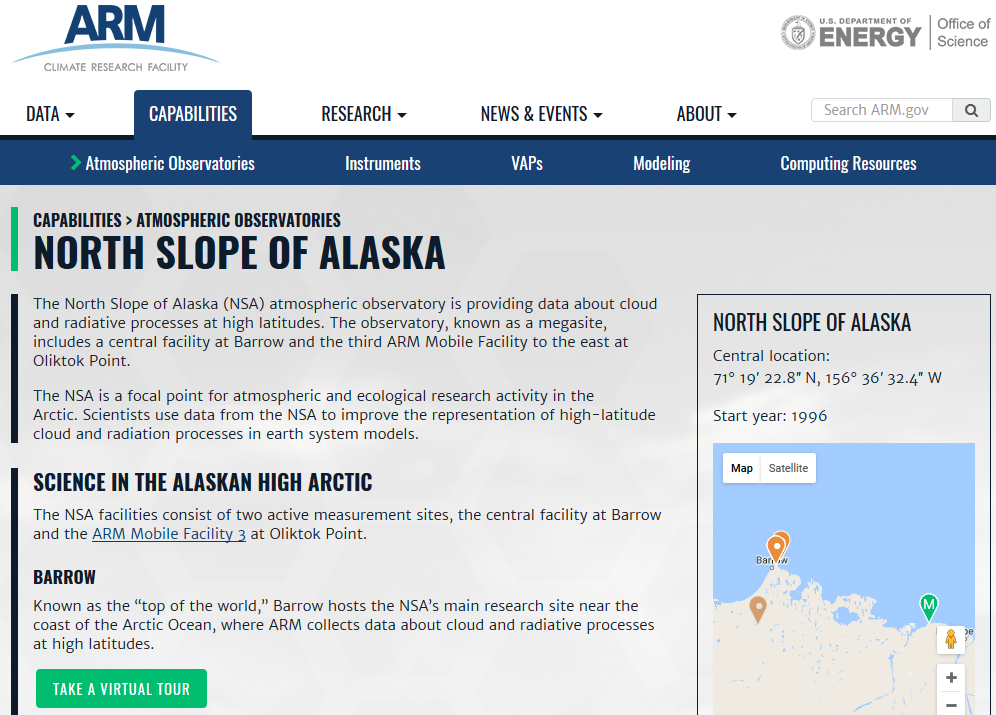 ARM
CLIMATE RESEARCH FACILITY
U.S. DEPARTMENT OF
ENERGY
Office of
Science
DATA
CAPABILITIES
RESEARCH
NEWS & EVENTS
ABOUT
Search ARM.gov
Atmospheric Observatories
Instruments
VAPs
Modeling
Computing Resources
CAPABILITIES > ATMOSPHERIC OBSERVATORIES
NORTH SLOPE OF ALASKA
The North Slope of Alaska (NSA) atmospheric observatory is providing data about cloud
and radiative processes at high latitudes. The observatory, known as a megasite,
includes a central facility at Barrow and the third ARM Mobile Facility to the east at
Oliktok Point.
The NSA is a focal point for atmospheric and ecological research activity in the
Arctic. Scientists use data from the NSA to improve the representation of high-latitude
cloud and radiation processes in earth system models.
SCIENCE IN THE ALASKAN HIGH ARCTIC
The NSA facilities consist of two active measurement sites, the central facility at Barrow
and the ARM Mobile Facility 3 at Oliktok Point.
BARROW
Known as the “top of the world,” Barrow hosts the NSA’s main research site near the
coast of the Arctic Ocean, where ARM collects data about cloud and radiative processes
at high latitudes.
TAKE A VIRTUAL TOUR
NORTH SLOPE OF ALASKA
Central location:
71° 19′ 22.8″ N, 156° 36′ 32.4″ W
Start year: 1996
Map
Satellite
Barrow
M
+
−